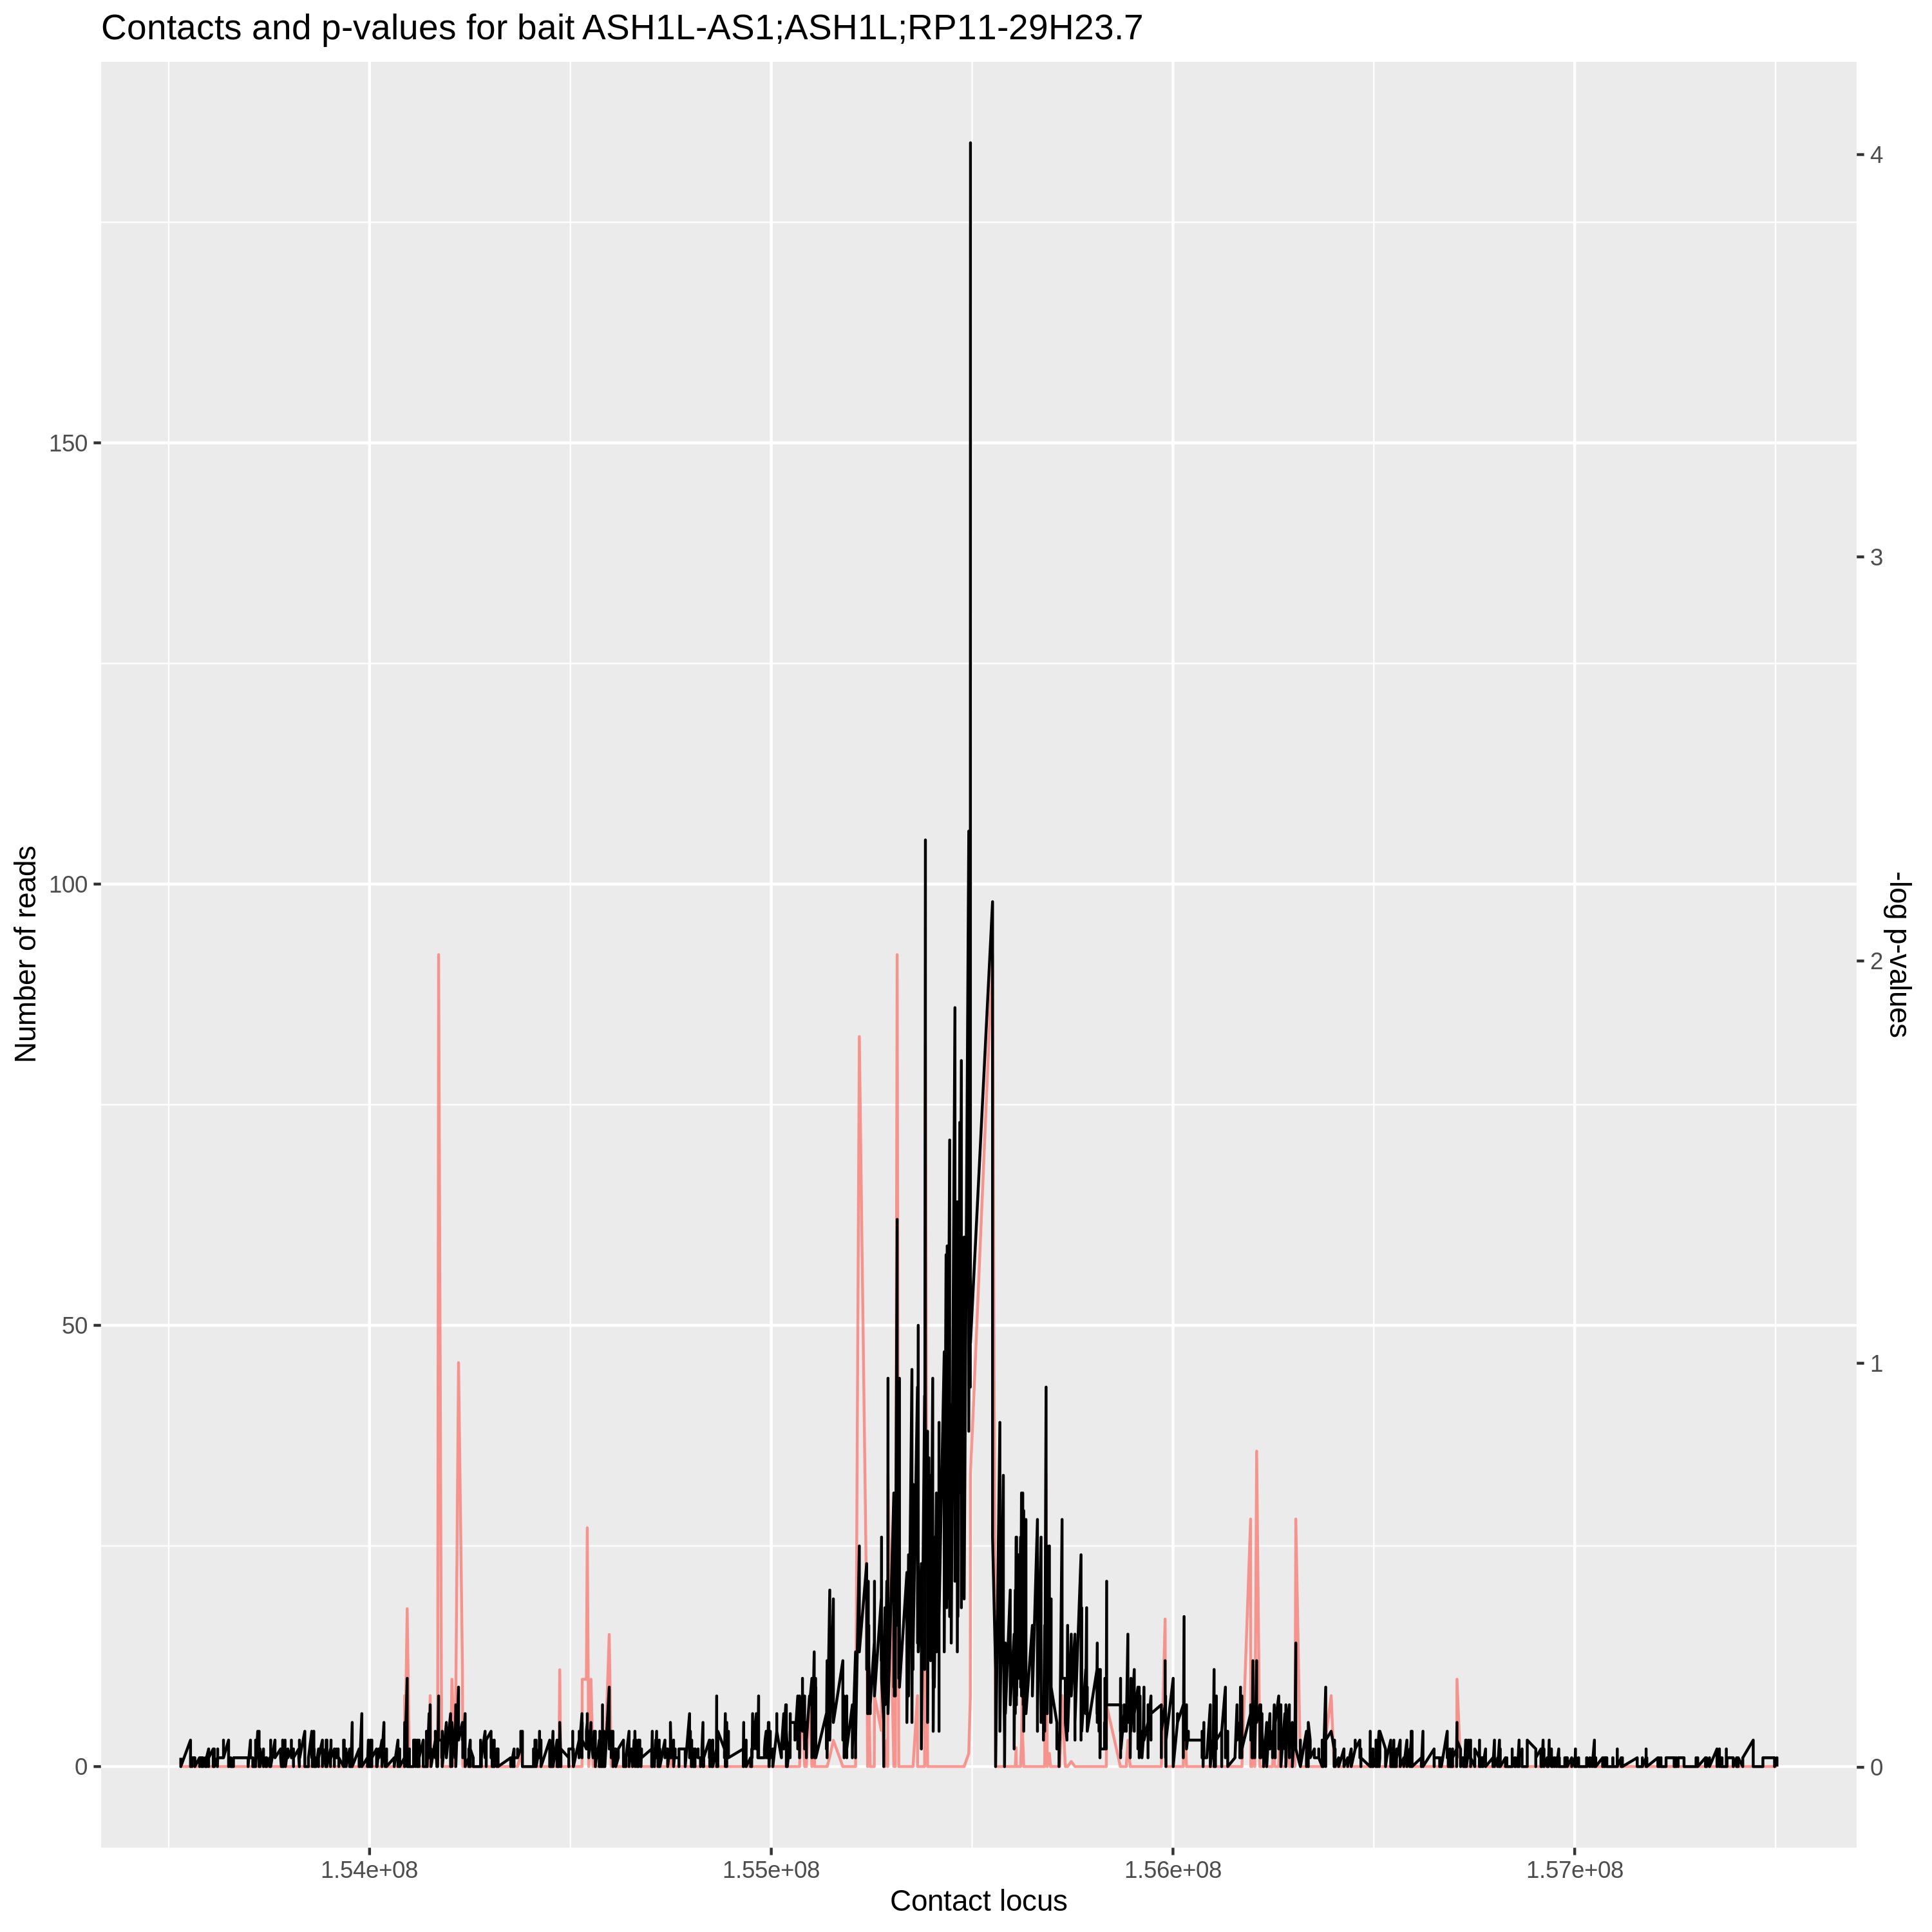 Contacts and p-values for bait ASH1L-AS1;ASH1L;RP11-29H23.7
Number of reads
150
100
50
0
4
3
2
1
0
-log p-values
1.54e+08
1.55e+08
1.56e+08
1.57e+08
Contact locus